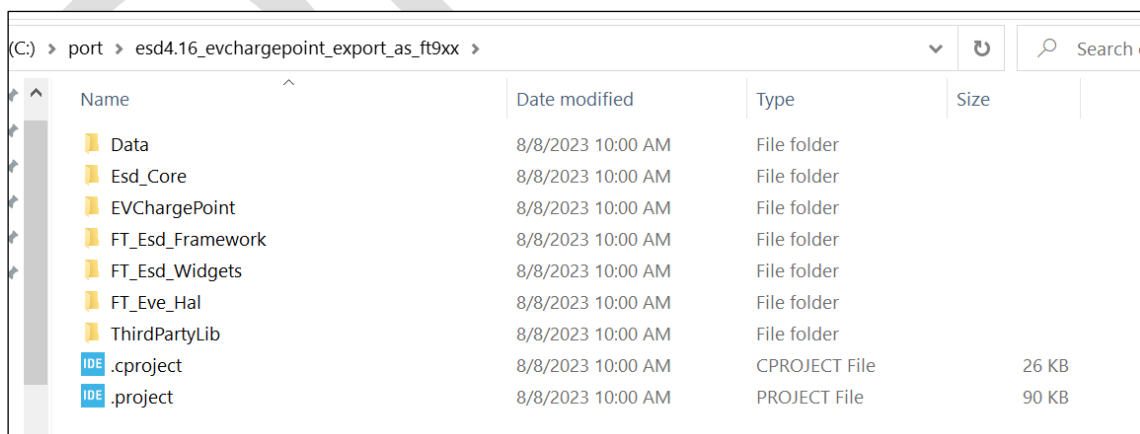 (C:) > port > esd4.16_evchargepoint_export_as_ft9xx > Search
Name Date modified Type Size
Data 8/8/2023 10:00 AM File folder
Esd_Core 8/8/2023 10:00 AM File folder
EVChargePoint 8/8/2023 10:00 AM File folder
FT_Esd_Framework 8/8/2023 10:00 AM File folder
FT_Esd_Widgets 8/8/2023 10:00 AM File folder
FT_Eve_Hal 8/8/2023 10:00 AM File folder
ThirdPartyLib 8/8/2023 10:00 AM File folder
IDE .cproject 8/8/2023 10:00 AM CPROJECT File 26 KB
IDE .project 8/8/2023 10:00 AM PROJECT File 90 KB